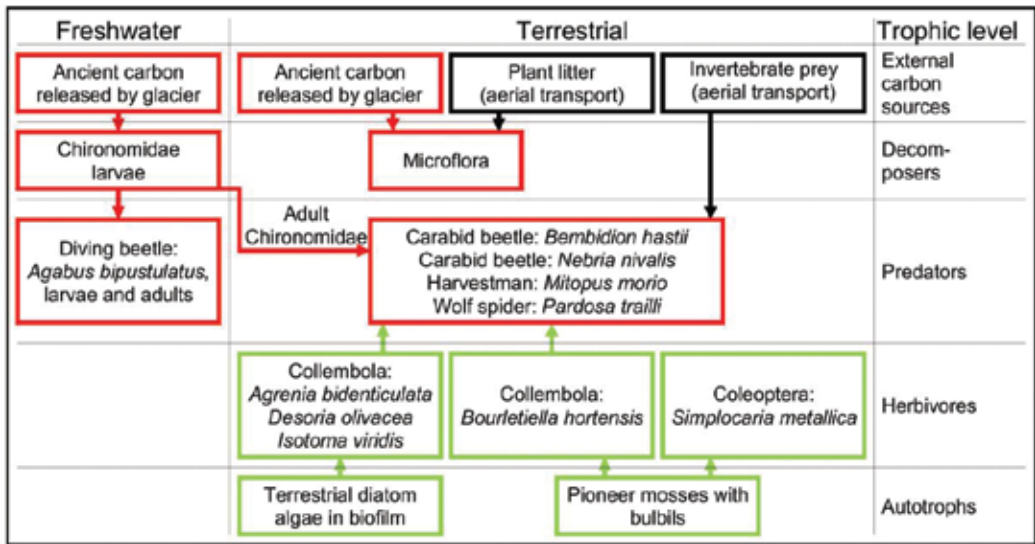 Freshwater
Terrestrial
Trophic level
Ancient carbon
released by glacier
Ancient carbon
released by glacier
Plant litter
(aerial transport)
Invertebrate prey
(aerial transport)
External
carbon
sources
Chironomidae
larvae
Microflora
Decom-
posers
Adult
Chironomidae
Diving beetle:
Agabus bipustulatus,
larvae and adults
Carabid beetle: Bembidion hastii
Carabid beetle: Nebria nivalis
Harvestman: Mitopus morio
Wolf spider: Pardosa trailli
Predators
Collembola:
Agrenia bidenticulata
Desoria olivacea
Isotoma viridis
Collembola:
Bourletiella hortensis
Coleoptera:
Simplocaria metallica
Herbivores
Terrestrial diatom
algae in biofilm
Pioneer mosses with
bulbils
Autotrophs